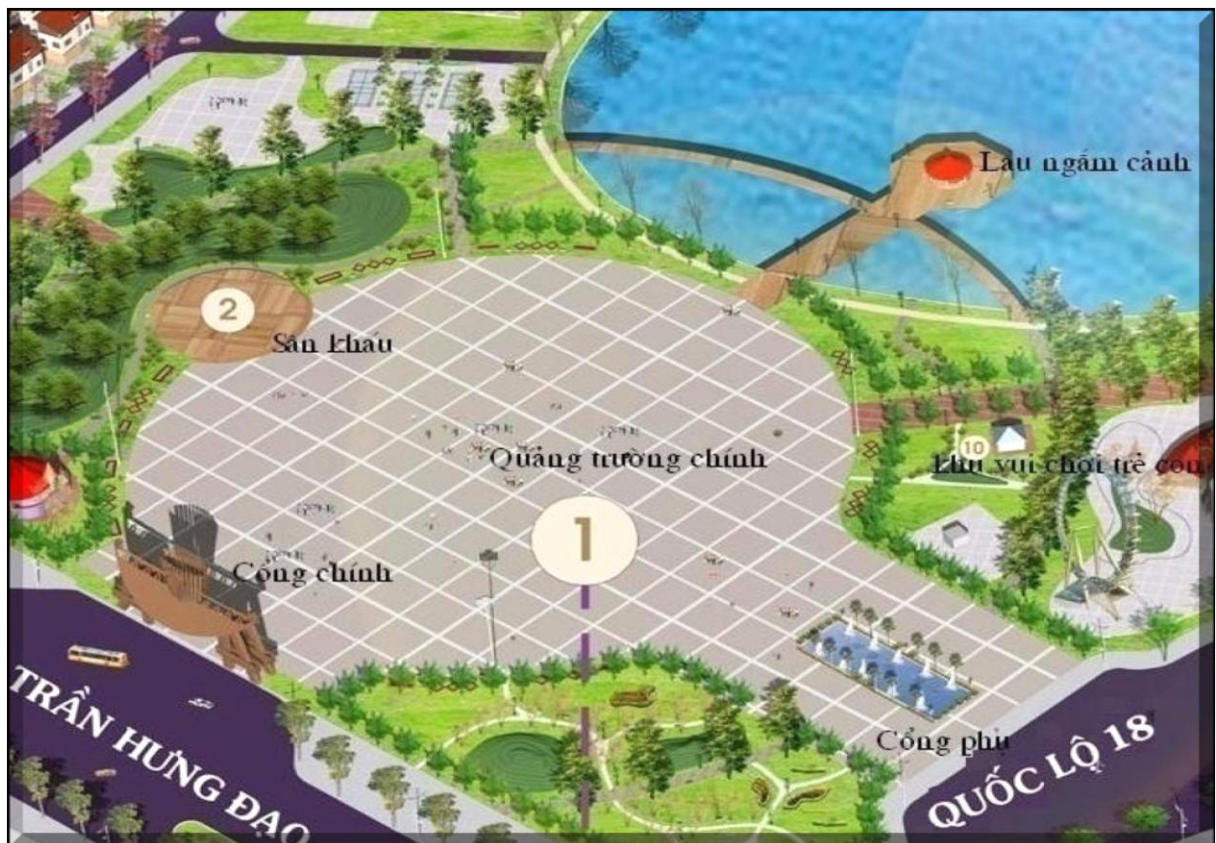 Lầu ngắm cảnh
2
Sân khấu
Quảng trường chính
10
khu vui chơi trẻ con
1
Cổng chính
TRẦN HƯNG ĐẠO
Cổng phụ
QUỐC LỘ 18